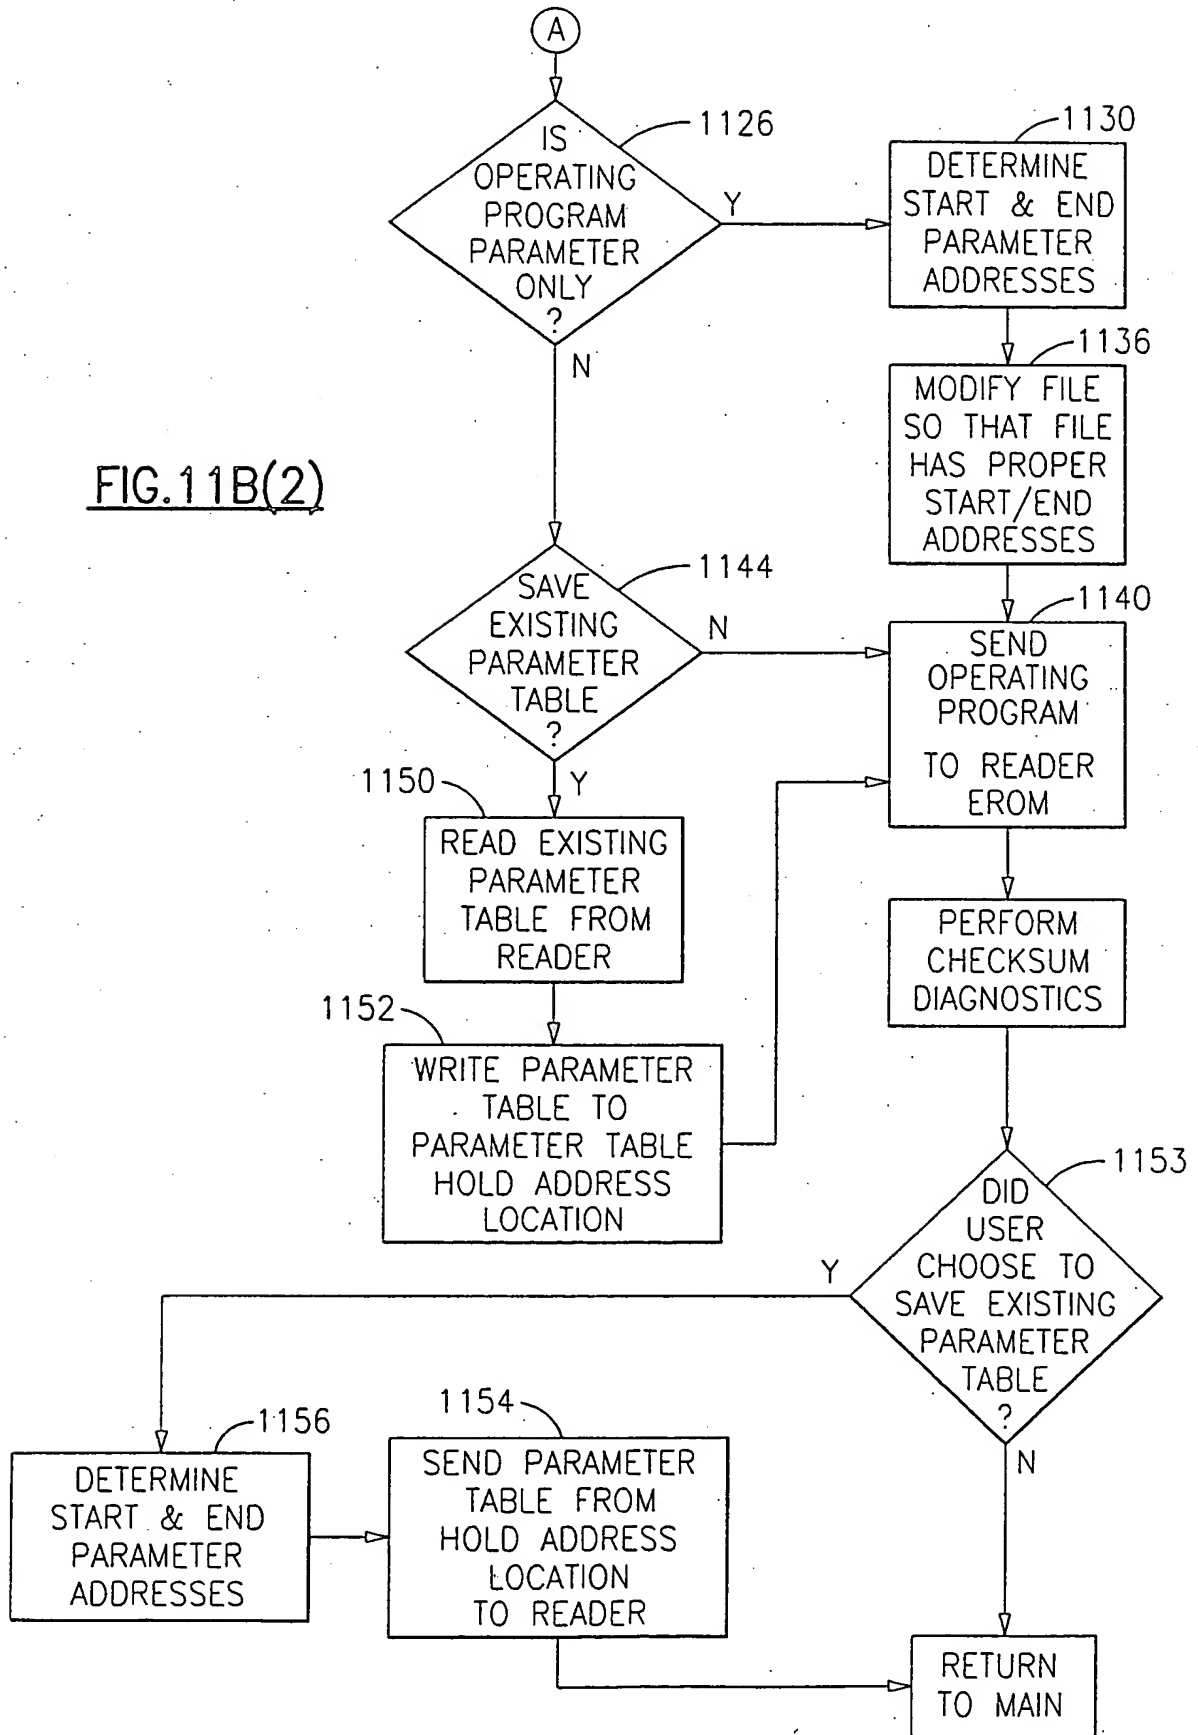 A
IS
OPERATING
PROGRAM
PARAMETER
ONLY
?
1126
Y
N
1130
DETERMINE
START & END
PARAMETER
ADDRESSES
1136
MODIFY FILE
SO THAT FILE
HAS PROPER
START/END
ADDRESSES
FIG.11B(2)
SAVE
EXISTING
PARAMETER
TABLE
?
1144
N
Y
1140
SEND
OPERATING
PROGRAM
TO READER
EROM
1150
READ EXISTING
PARAMETER
TABLE FROM
READER
PERFORM
CHECKSUM
DIAGNOSTICS
1152
WRITE PARAMETER
TABLE TO
PARAMETER TABLE
HOLD ADDRESS
LOCATION
1153
DID
USER
CHOOSE TO
SAVE EXISTING
PARAMETER
TABLE
?
Y
N
1156
DETERMINE
START & END
PARAMETER
ADDRESSES
1154
SEND PARAMETER
TABLE FROM
HOLD ADDRESS
LOCATION
TO READER
RETURN
TO MAIN